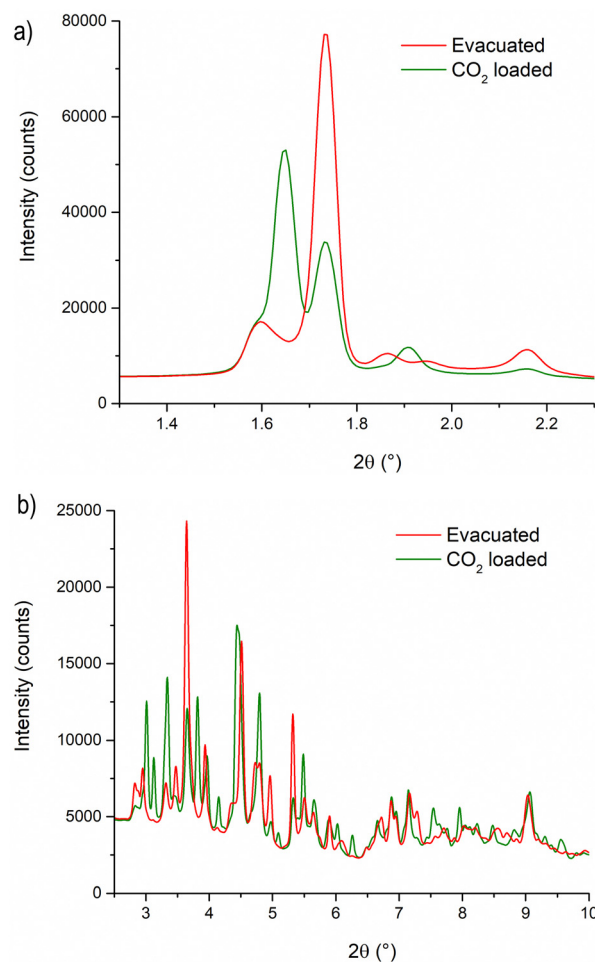 a)
Evacuated
CO₂ loaded
80000
60000
40000
20000
0
Intensity (counts)
1.4
1.6
1.8
2.0
2.2
2θ (°)
b)
25000
Evacuated
CO₂ loaded
20000
15000
10000
5000
0
Intensity (counts)
3
4
5
6
7
8
9
10
2θ (°)